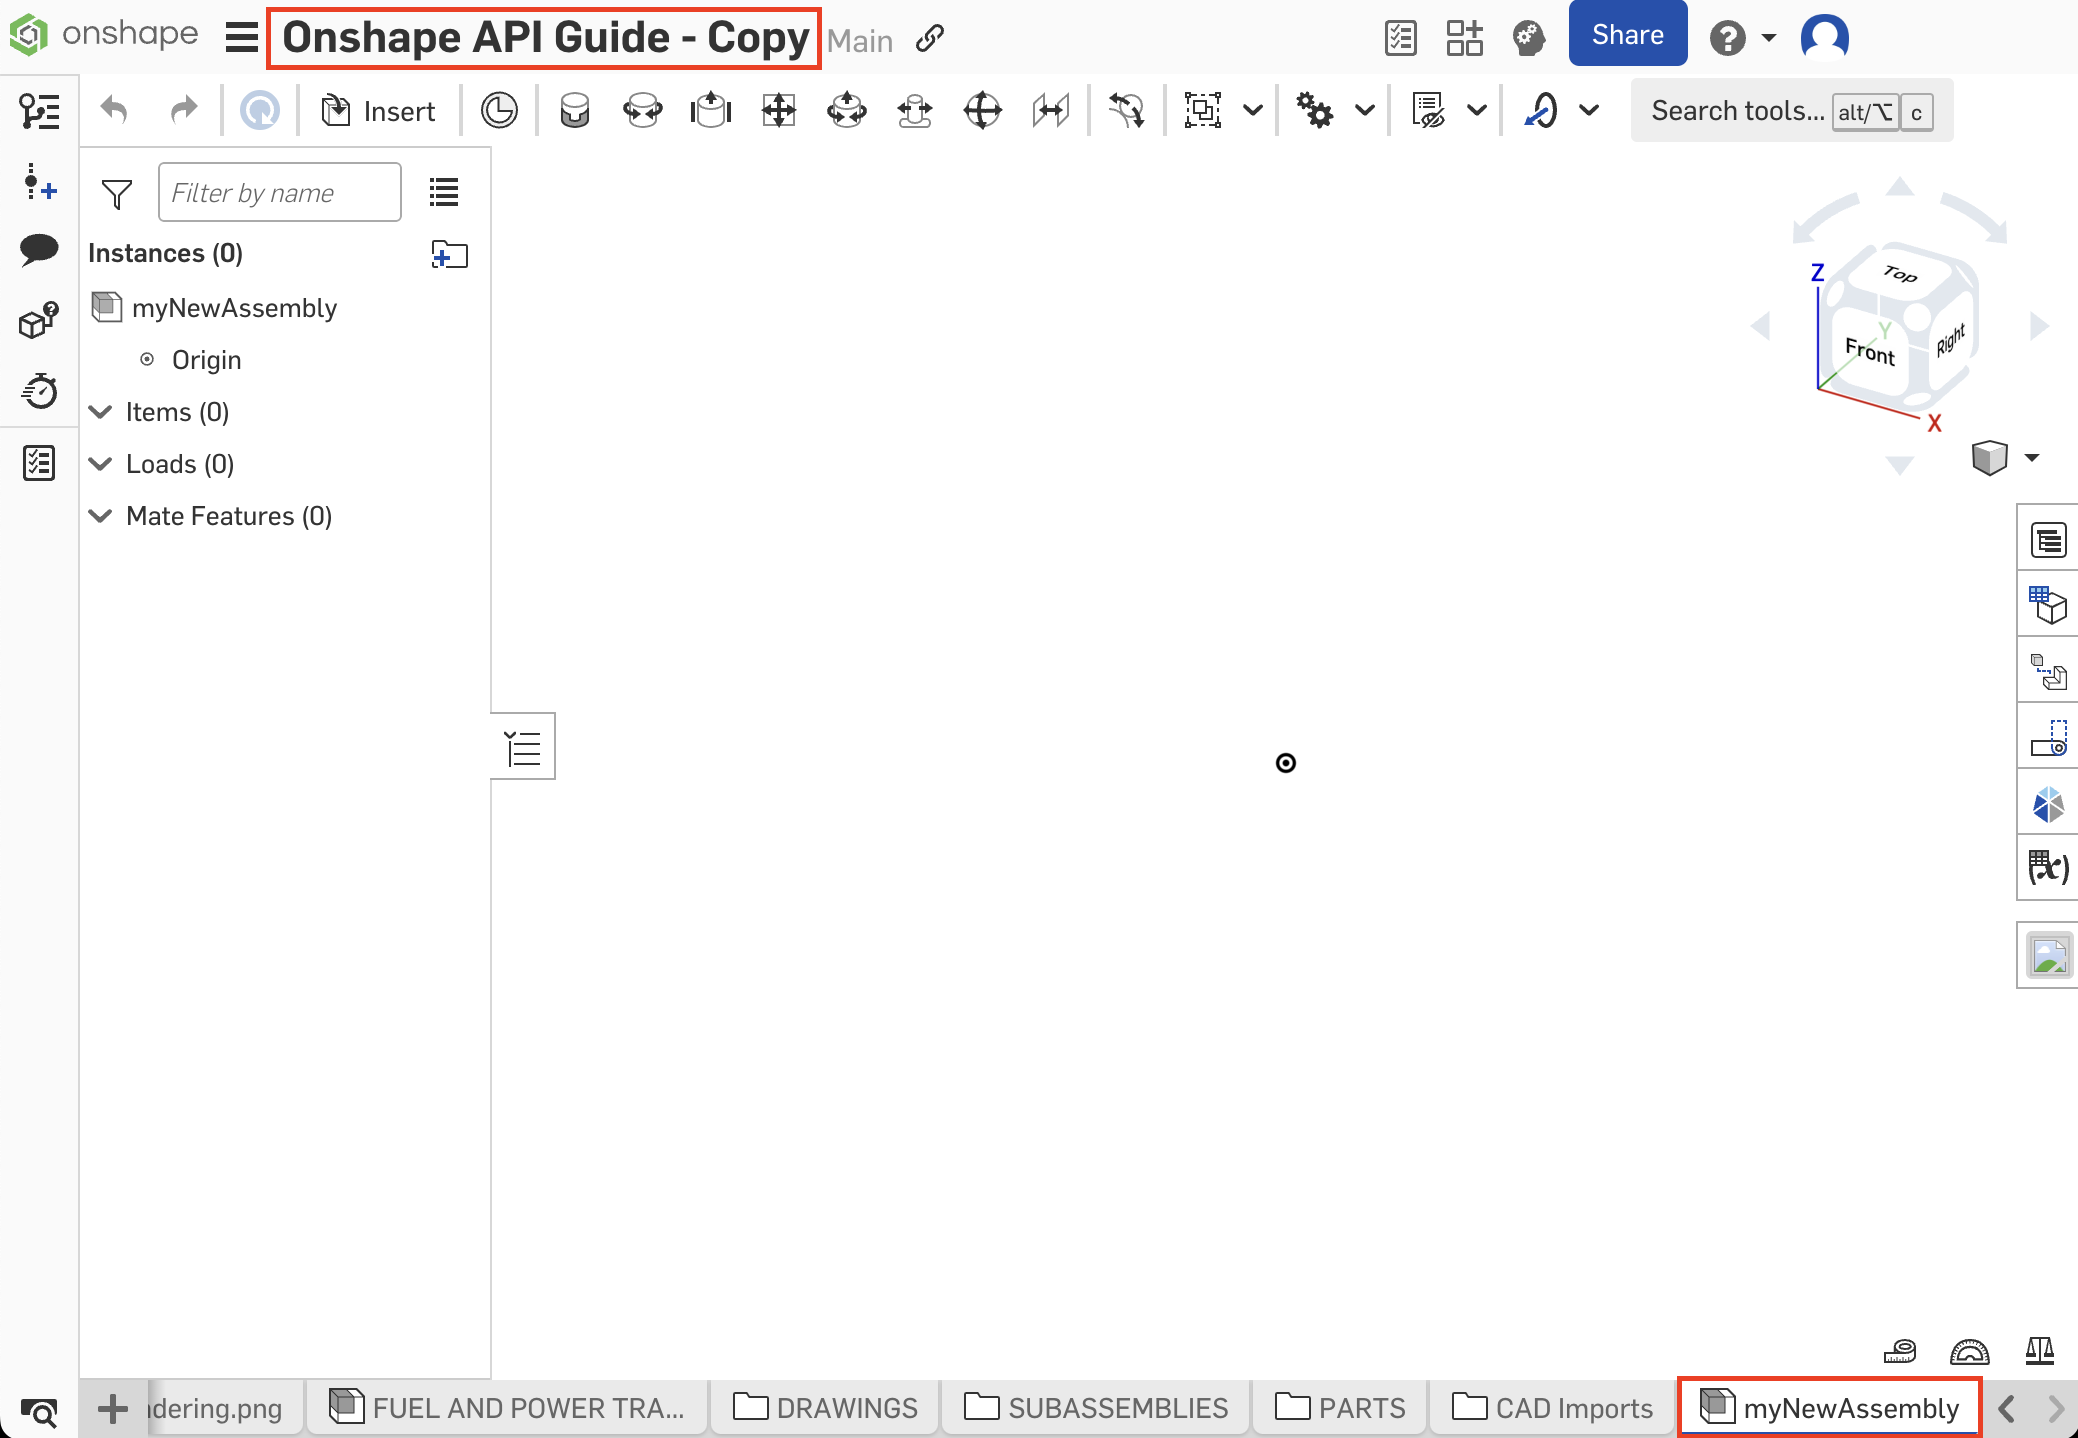 onshape
Onshape API Guide - Copy Main
Share
?
Insert
Search tools... alt/⌥ c
Filter by name
Instances (0)
myNewAssembly
Origin
Items (0)
Loads (0)
Mate Features (0)
Top
Z
Y
Front
Right
X
(x)
ndering.png
FUEL AND POWER TRA...
DRAWINGS
SUBASSEMBLIES
PARTS
CAD Imports
myNewAssembly